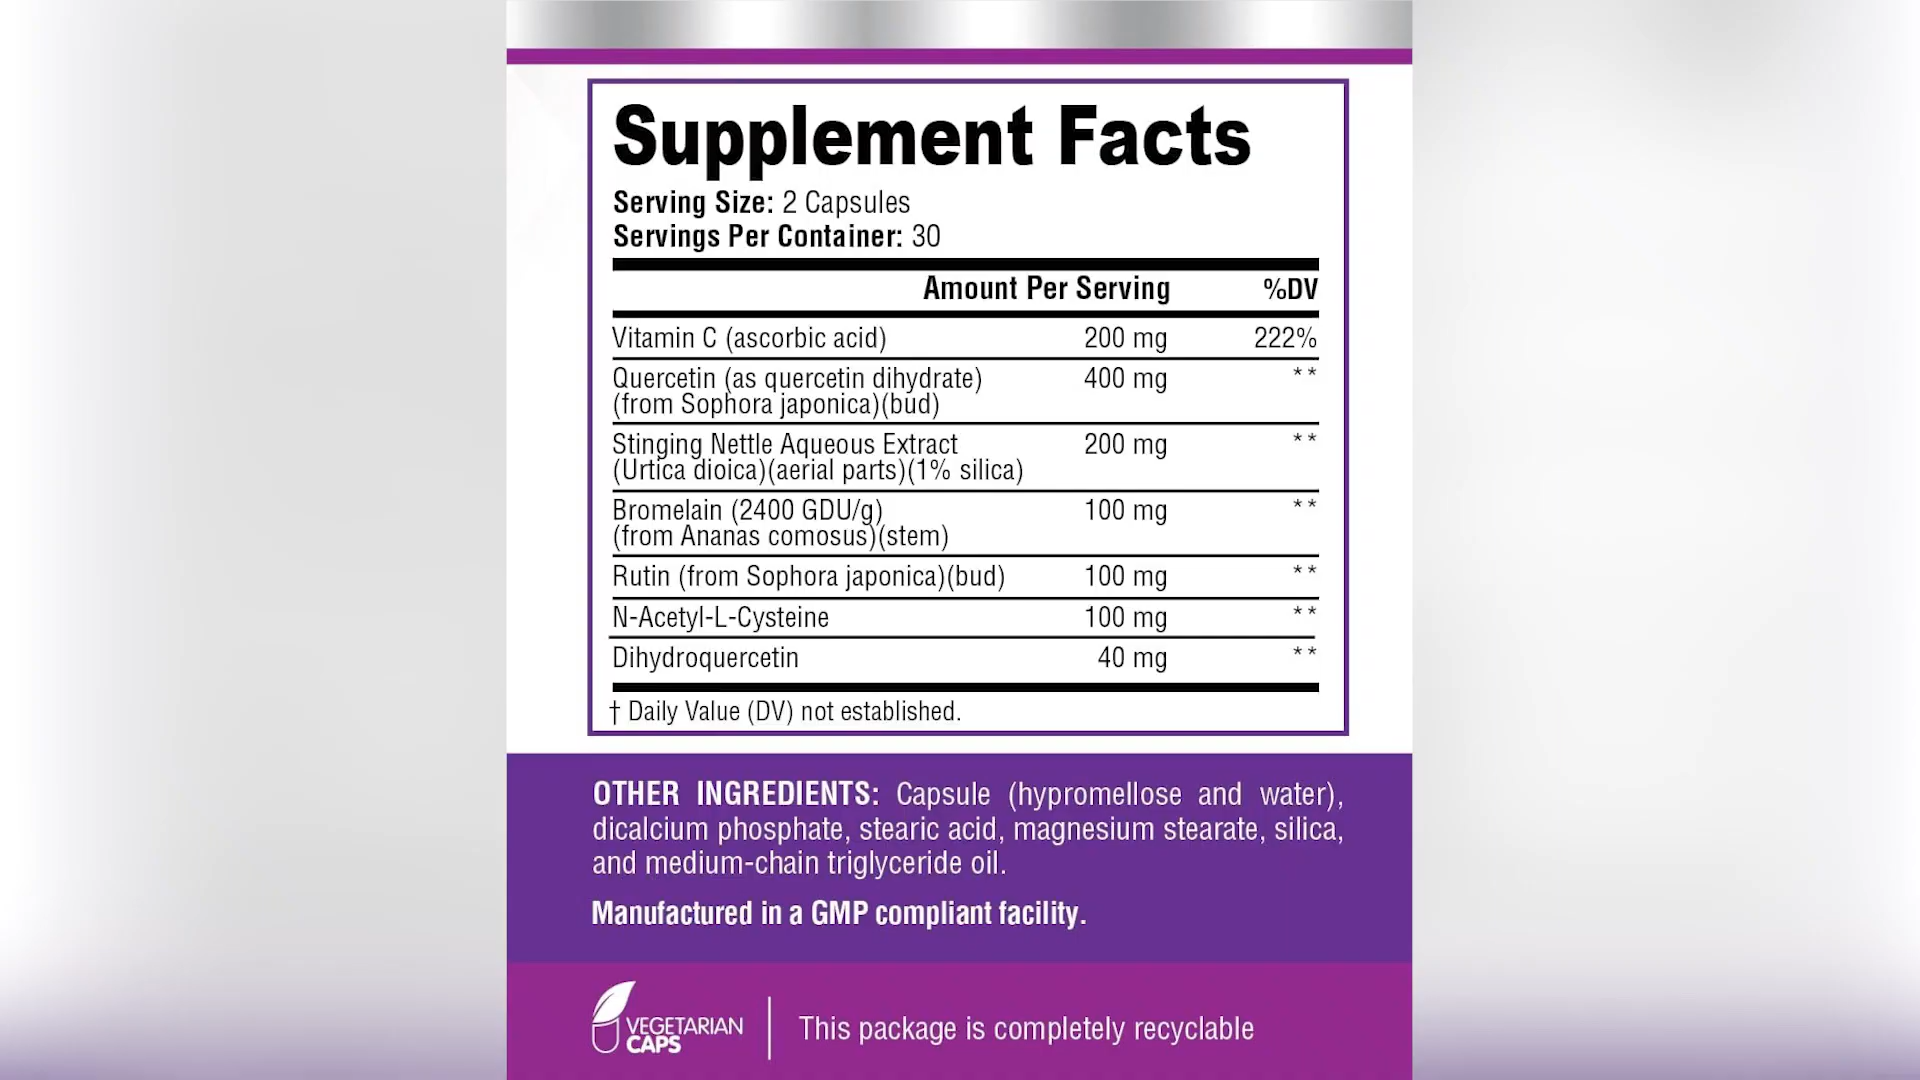 Supplement Facts
Serving Size: 2 Capsules
Servings Per Container: 30
Amount Per Serving %DV
Vitamin C (ascorbic acid) 200 mg 222%
Quercetin (as quercetin dihydrate) 400 mg **
(from Sophora japonica)(bud)
Stinging Nettle Aqueous Extract 200 mg **
(Urtica dioica)(aerial parts)(1% silica)
Bromelain (2400 GDU/g) 100 mg **
(from Ananas comosus)(stem)
Rutin (from Sophora japonica)(bud) 100 mg **
N-Acetyl-L-Cysteine 100 mg **
Dihydroquercetin 40 mg **
† Daily Value (DV) not established.
OTHER INGREDIENTS: Capsule (hypromellose and water),
dicalcium phosphate, stearic acid, magnesium stearate, silica,
and medium-chain triglyceride oil.
Manufactured in a GMP compliant facility.
VEGETARIAN
CAPS
This package is completely recyclable